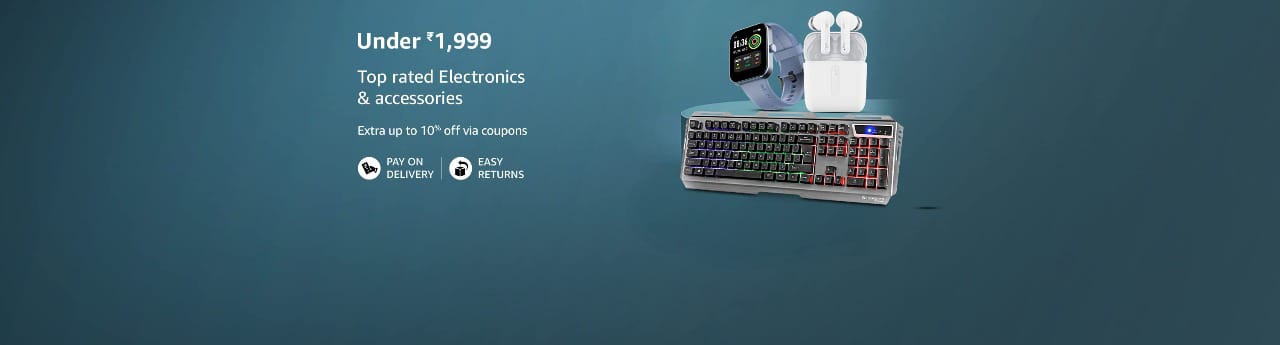 Under ₹1,999
Top rated Electronics
& accessories
Extra up to 10% off via coupons
PAY ON
DELIVERY
EASY
RETURNS